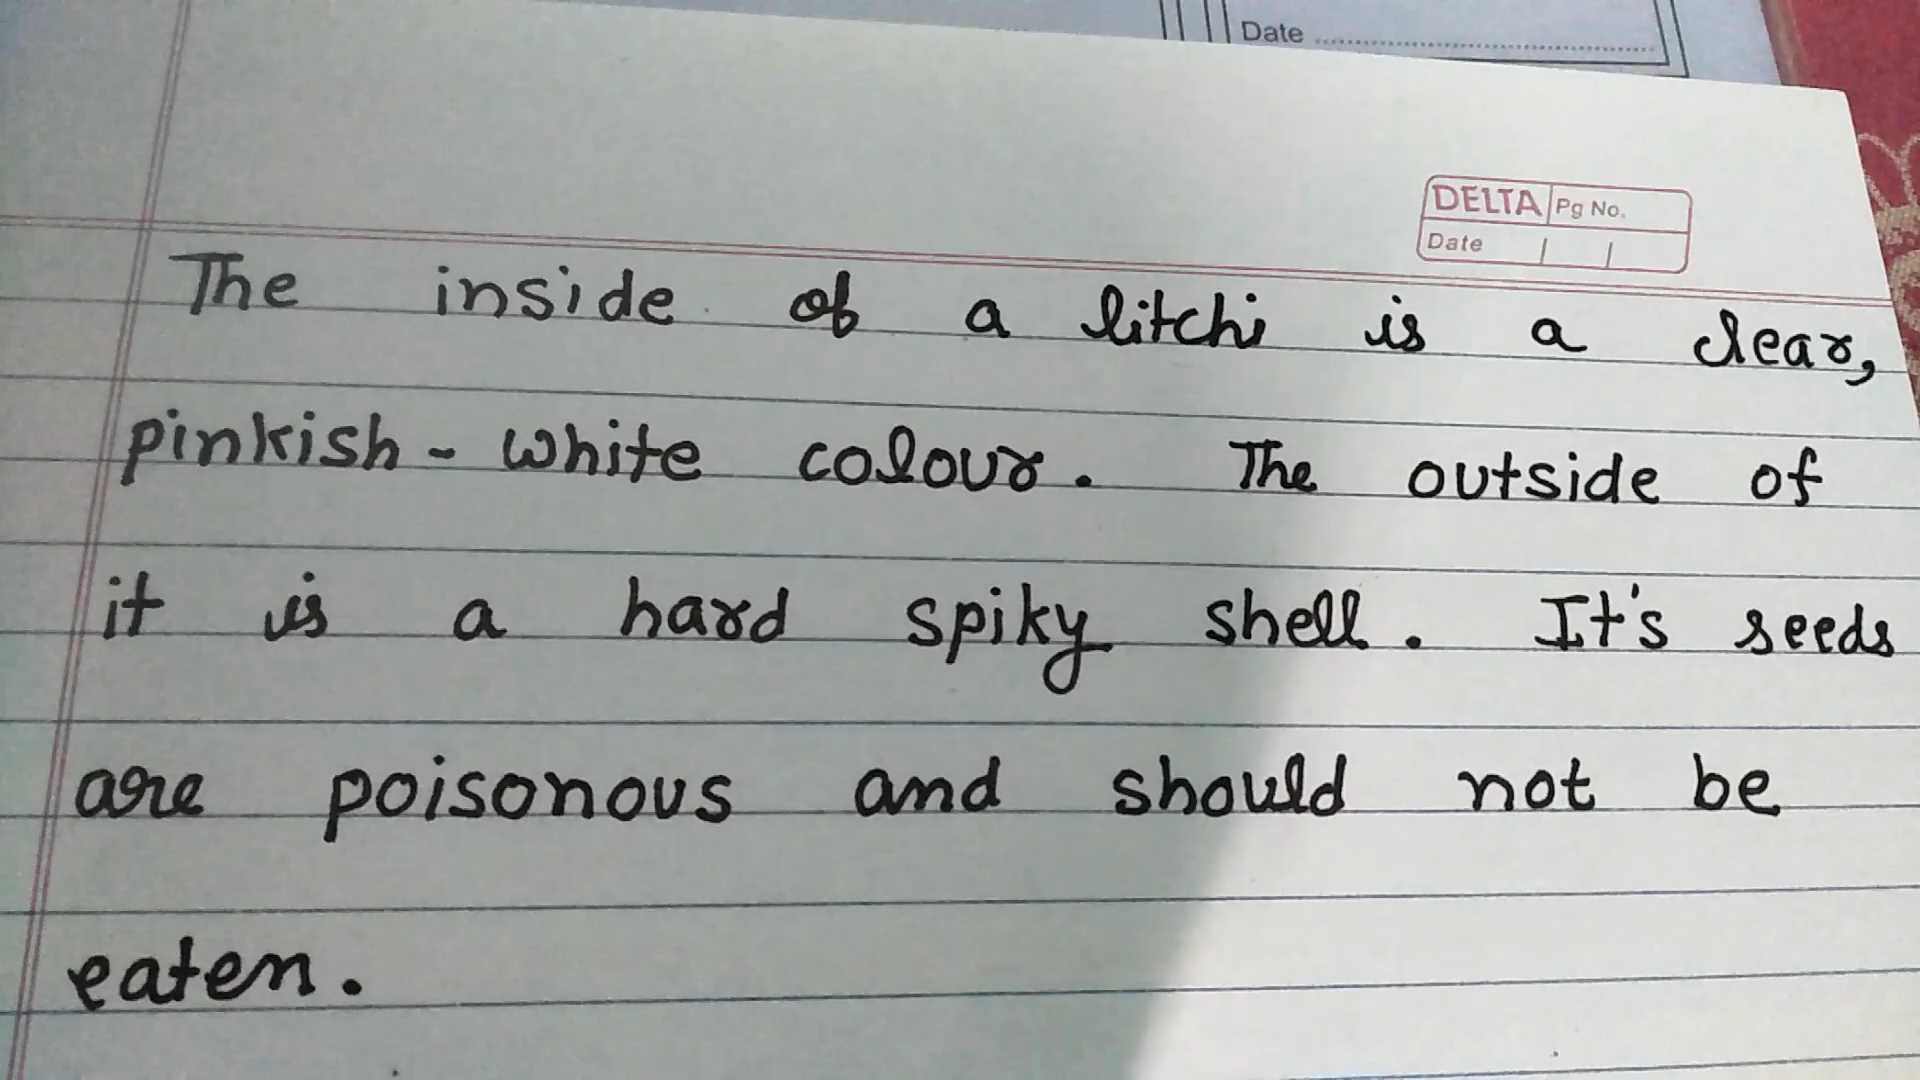 Date
DELTA Pg No.
Date / /
The inside of a litchi is a clear,
pinkish - white colour. The outside of
it is a hard spiky shell. It's seeds
are poisonous and should not be
eaten.